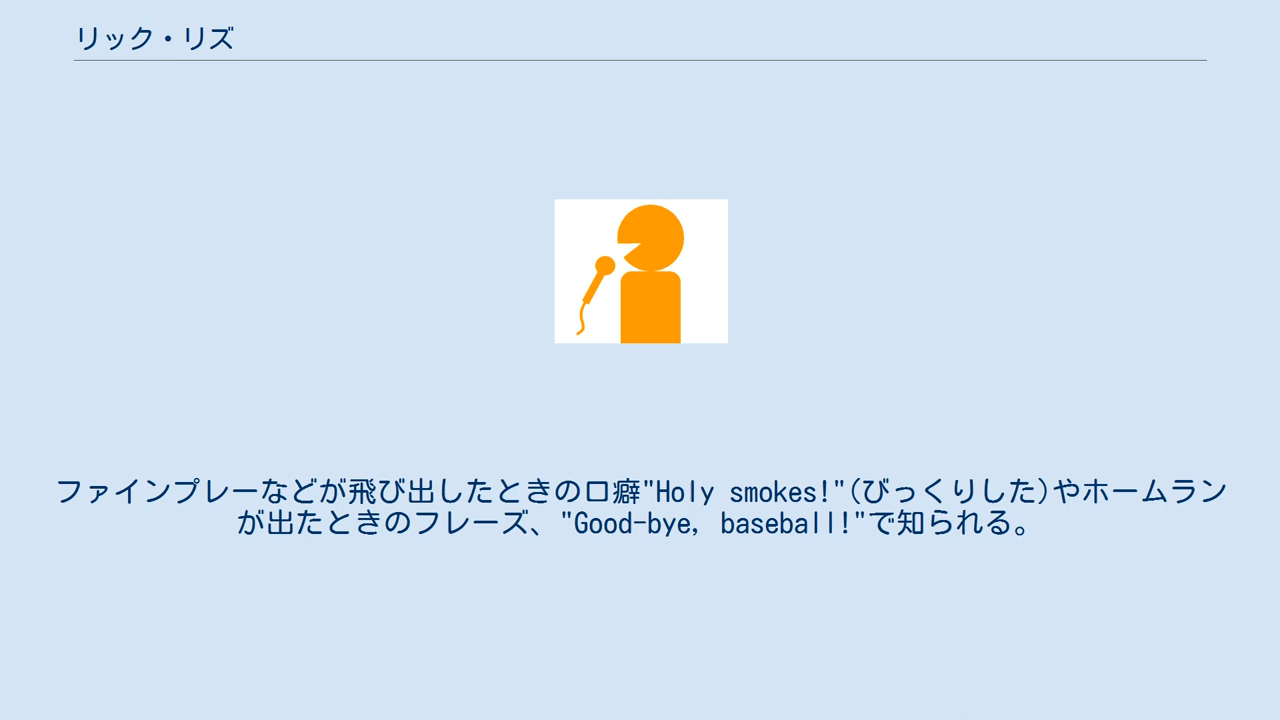 リック・リズ
ファインプレーなどが飛び出したときの口癖"Holy smokes!"(びっくりした)やホームラン
が出たときのフレーズ、"Good-bye, baseball!"で知られる。